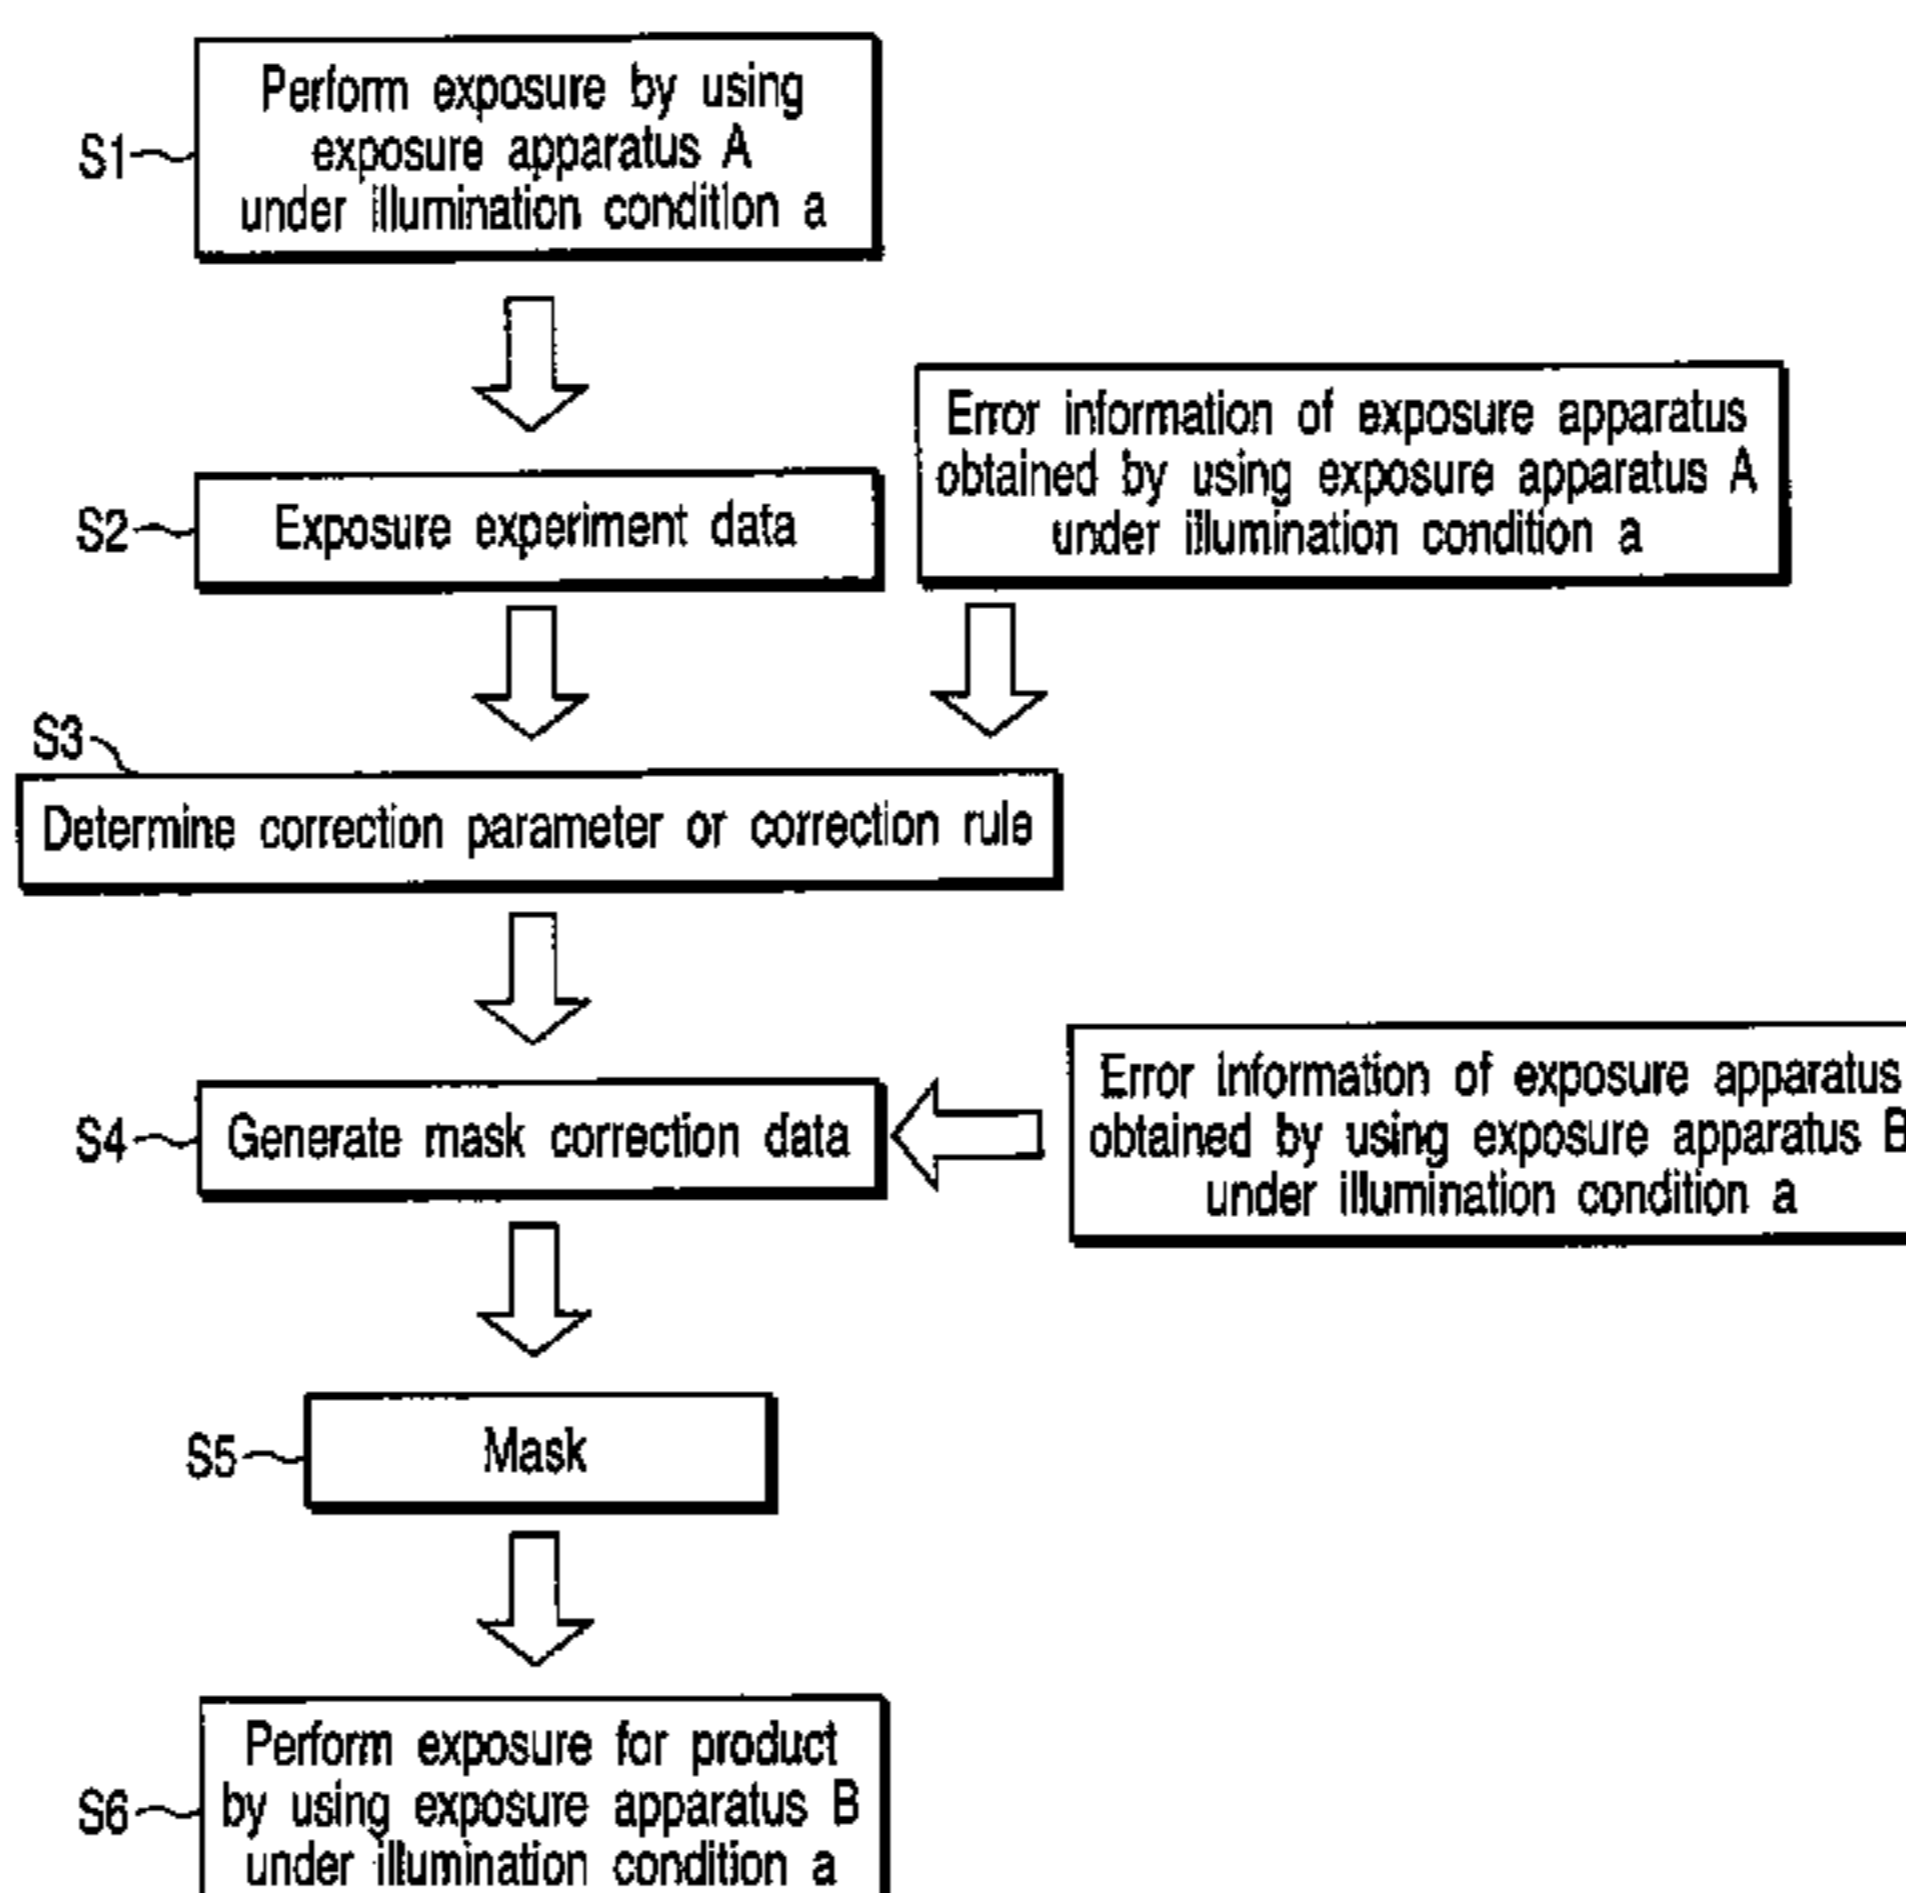 Perform exposure by using
exposure apparatus A
under illumination condition a
S1
Error information of exposure apparatus
obtained by using exposure apparatus A
under illumination condition a
S2
Exposure experiment data
S3
Determine correction parameter or correction rule
S4
Generate mask correction data
Error information of exposure apparatus
obtained by using exposure apparatus B
under illumination condition a
S5
Mask
Perform exposure for product
S6
by using exposure apparatus B
under illumination condition a